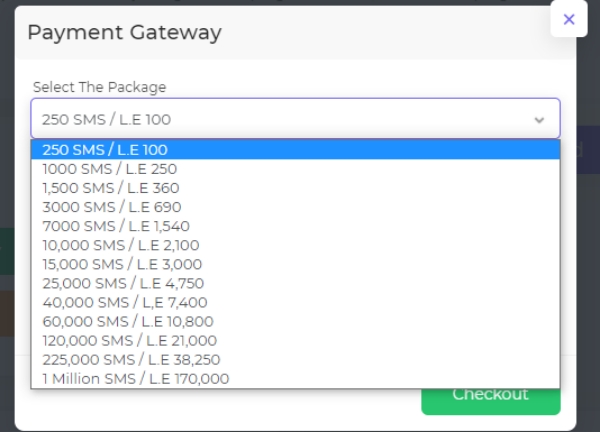 ×
Payment Gateway
Select The Package
250 SMS / L.E 100
250 SMS / L.E 100
1000 SMS / L.E 250
1,500 SMS / L.E 360
3000 SMS / L.E 690
7000 SMS / L.E 1,540
10,000 SMS / L.E 2,100
15,000 SMS / L.E 3,000
25,000 SMS / L.E 4,750
40,000 SMS / L,E 7,400
60,000 SMS / L.E 10,800
120,000 SMS / L.E 21,000
225,000 SMS / L.E 38,250
1 Million SMS / L.E 170,000
Checkout